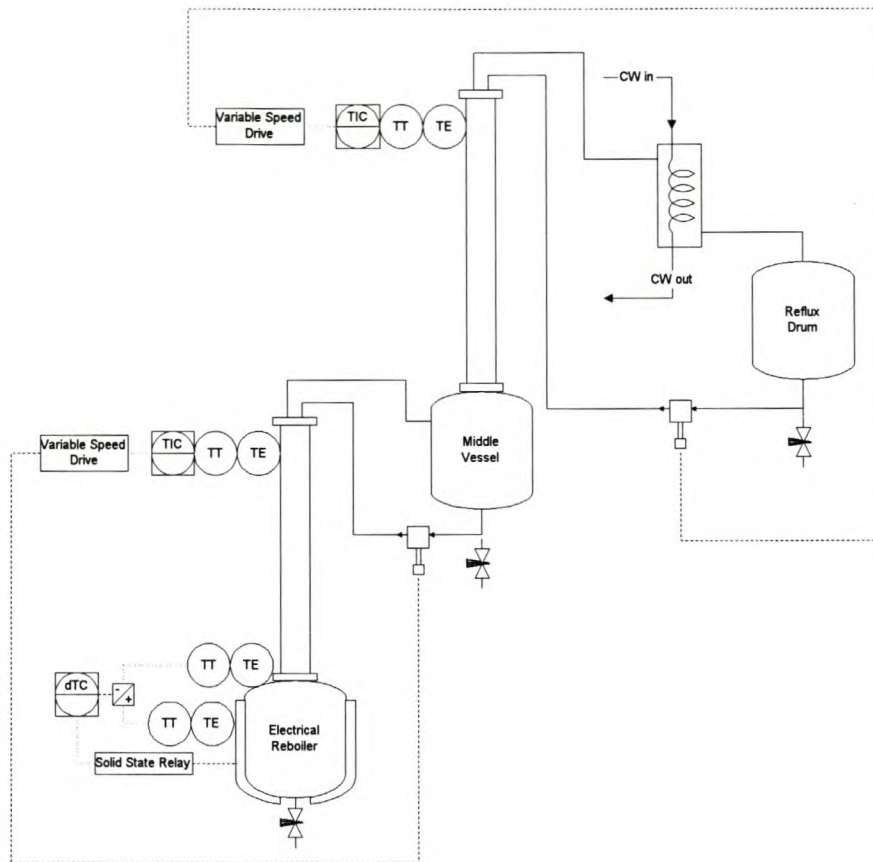 CW in
Variable Speed
Drive
TIC
TT
TE
CW out
Reflux
Drum
Variable Speed
Drive
TIC
TT
TE
Middle
Vessel
TT
TE
dTC
-
+
TT
TE
Electrical
Reboiler
Solid State Relay